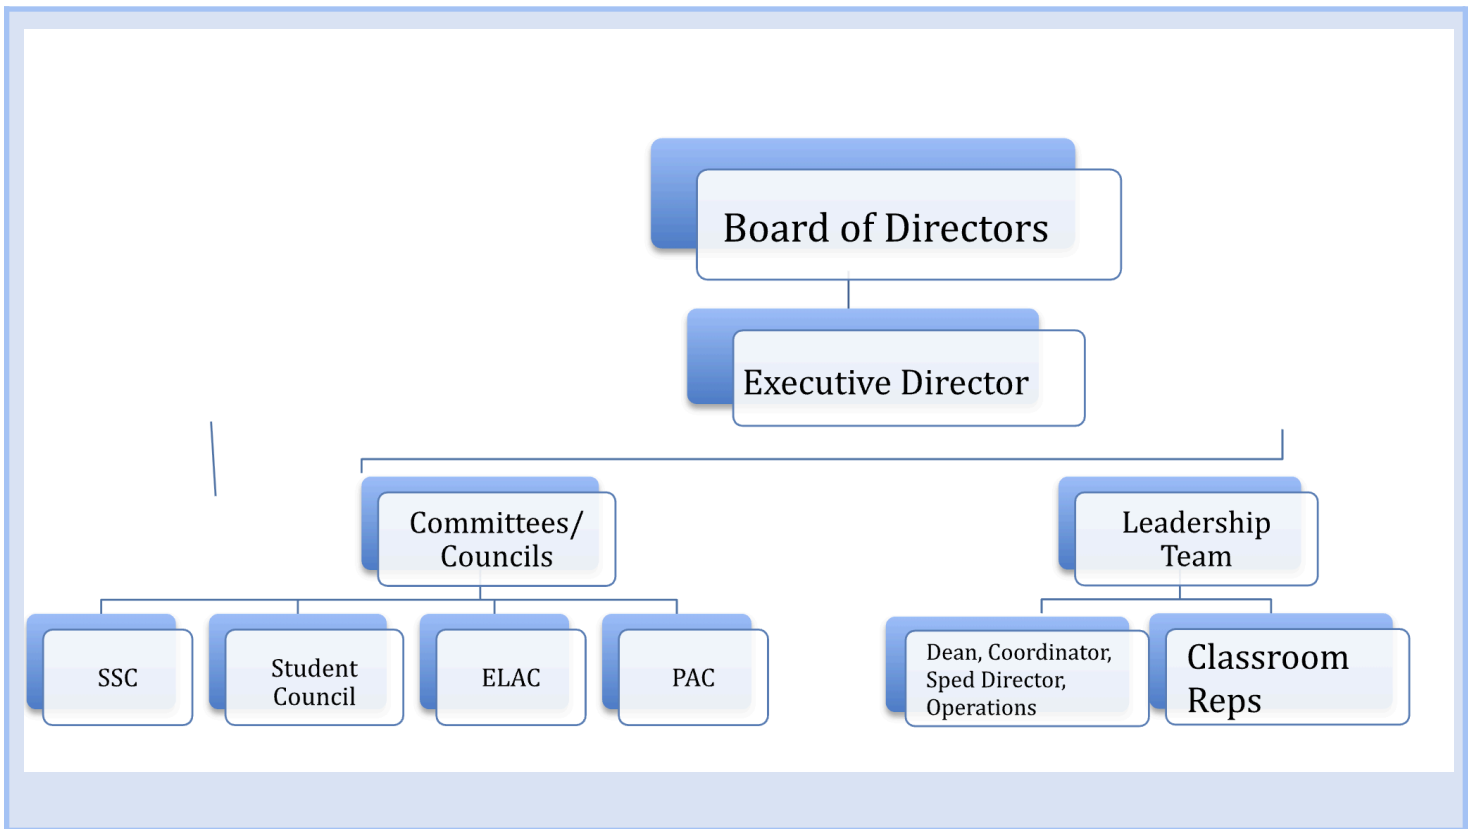 Board of Directors
Executive Director
Committees/
Councils
Leadership
Team
SSC
Student
Council
ELAC
PAC
Dean, Coordinator,
Sped Director,
Operations
Classroom
Reps